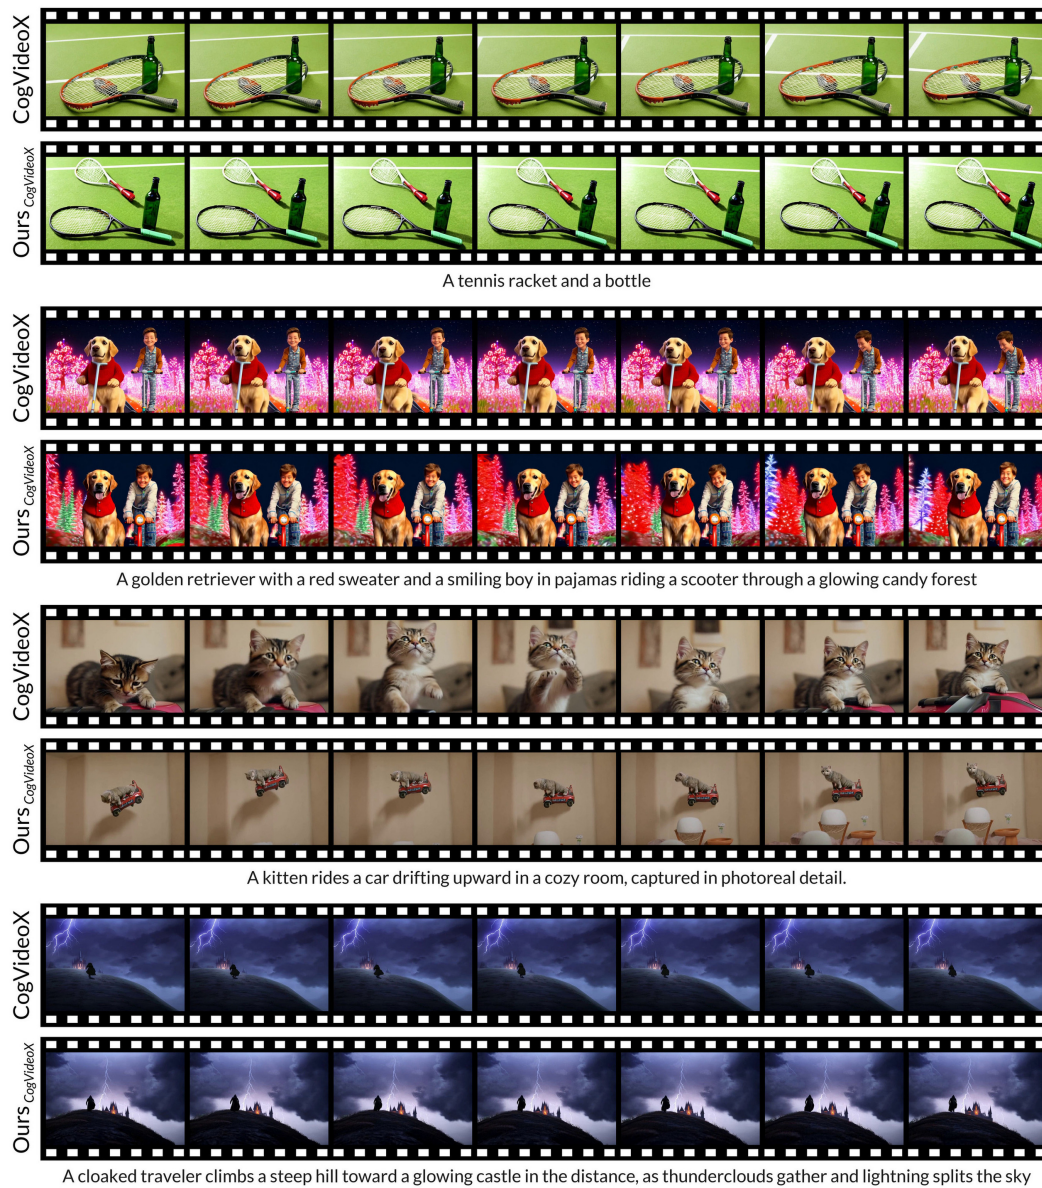 CogVideoX
Ours CogVideoX
A tennis racket and a bottle
CogVideoX
Ours CogVideoX
A golden retriever with a red sweater and a smiling boy in pajamas riding a scooter through a glowing candy forest
CogVideoX
Ours CogVideoX
A kitten rides a car drifting upward in a cozy room, captured in photoreal detail.
CogVideoX
Ours CogVideoX
A cloaked traveler climbs a steep hill toward a glowing castle in the distance, as thunderclouds gather and lightning splits the sky